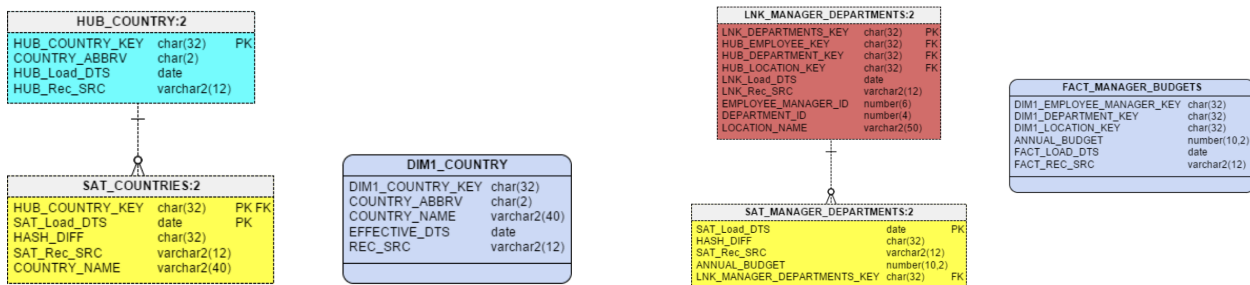 HUB_COUNTRY:2
HUB_COUNTRY_KEY char(32) PK
COUNTRY_ABBRV char(2)
HUB_Load_DTS date
HUB_Rec_SRC varchar2(12)
SAT_COUNTRIES:2
HUB_COUNTRY_KEY char(32) PK FK
SAT_Load_DTS date PK
HASH_DIFF char(32)
SAT_Rec_SRC varchar2(12)
COUNTRY_NAME varchar2(40)
DIM1_COUNTRY
DIM1_COUNTRY_KEY char(32)
COUNTRY_ABBRV char(2)
COUNTRY_NAME varchar2(40)
EFFECTIVE_DTS date
REC_SRC varchar2(12)
LNK_MANAGER_DEPARTMENTS:2
LNK_DEPARTMENTS_KEY char(32) PK
HUB_EMPLOYEE_KEY char(32) FK
HUB_DEPARTMENT_KEY char(32) FK
HUB_LOCATION_KEY char(32) FK
LNK_Load_DTS date
LNK_Rec_SRC varchar2(12)
EMPLOYEE_MANAGER_ID number(6)
DEPARTMENT_ID number(4)
LOCATION_NAME varchar2(50)
SAT_MANAGER_DEPARTMENTS:2
SAT_Load_DTS date PK
HASH_DIFF char(32)
SAT_Rec_SRC varchar2(12)
ANNUAL_BUDGET number(10,2)
LNK_MANAGER_DEPARTMENTS_KEY char(32) FK
FACT_MANAGER_BUDGETS
DIM1_EMPLOYEE_MANAGER_KEY char(32)
DIM1_DEPARTMENT_KEY char(32)
DIM1_LOCATION_KEY char(32)
ANNUAL_BUDGET number(10,2)
FACT_LOAD_DTS date
FACT_REC_SRC varchar2(12)